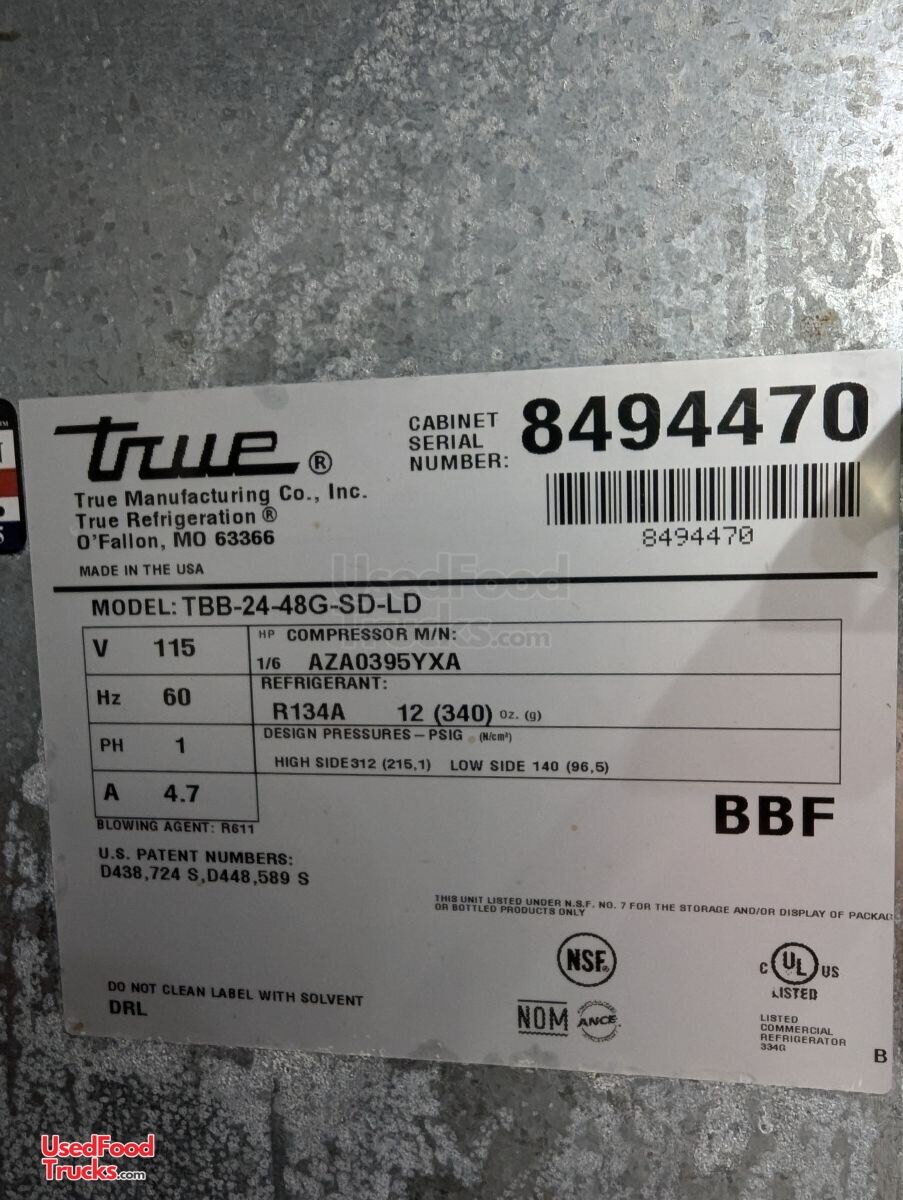 true®
True Manufacturing Co., Inc.
True Refrigeration ®
O'Fallon, MO 63366
MADE IN THE USA
CABINET
SERIAL
NUMBER:
8494470
8494470
MODEL: TBB-24-48G-SD-LD
V 115
Hz 60
PH 1
A 4.7
HP COMPRESSOR M/N:
1/6 AZA0395YXA
REFRIGERANT:
R134A 12 (340) Oz. (g)
DESIGN PRESSURES – PSIG (N/cm²)
HIGH SIDE 312 (215,1) LOW SIDE 140 (96,5)
BBF
BLOWING AGENT: R611
U.S. PATENT NUMBERS:
D438,724 S,D448,589 S
THIS UNIT LISTED UNDER N.S.F. NO. 7 FOR THE STORAGE AND/OR DISPLAY OF PACKAG
OR BOTTLED PRODUCTS ONLY
NSF®
C UL US
LISTED
NOM ANCE
LISTED
COMMERCIAL
REFRIGERATOR
334G
B
DO NOT CLEAN LABEL WITH SOLVENT
DRL
UsedFood
Trucks.com
UsedFood
Trucks.com